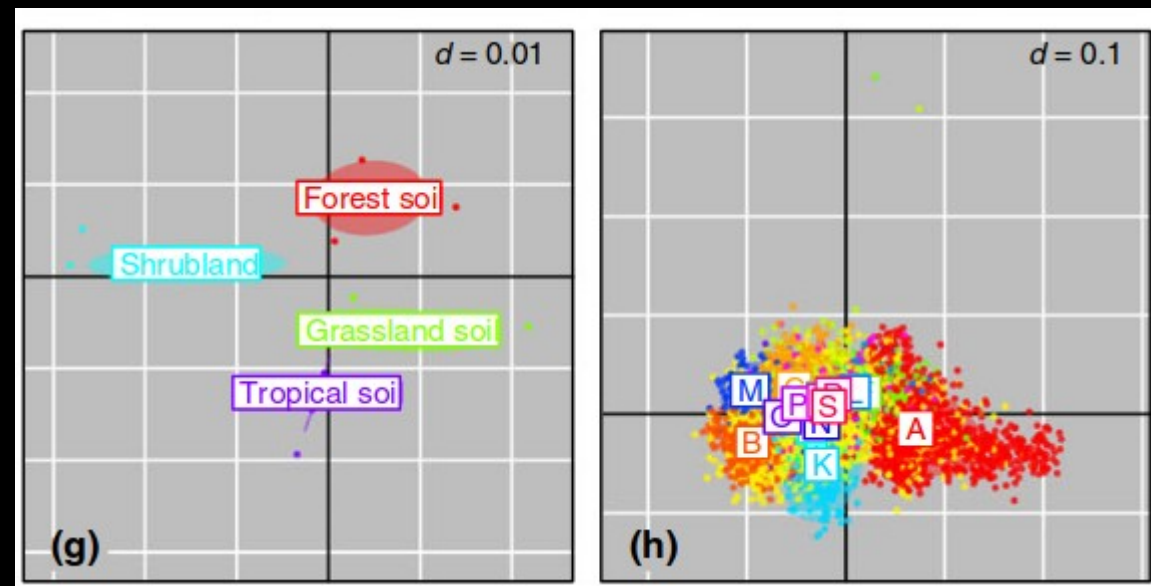 d = 0.01
Forest soi
Shrubland
Grassland soi
Tropical soi
(g)
d = 0.1
M
P
S
L
A
B
N
K
(h)